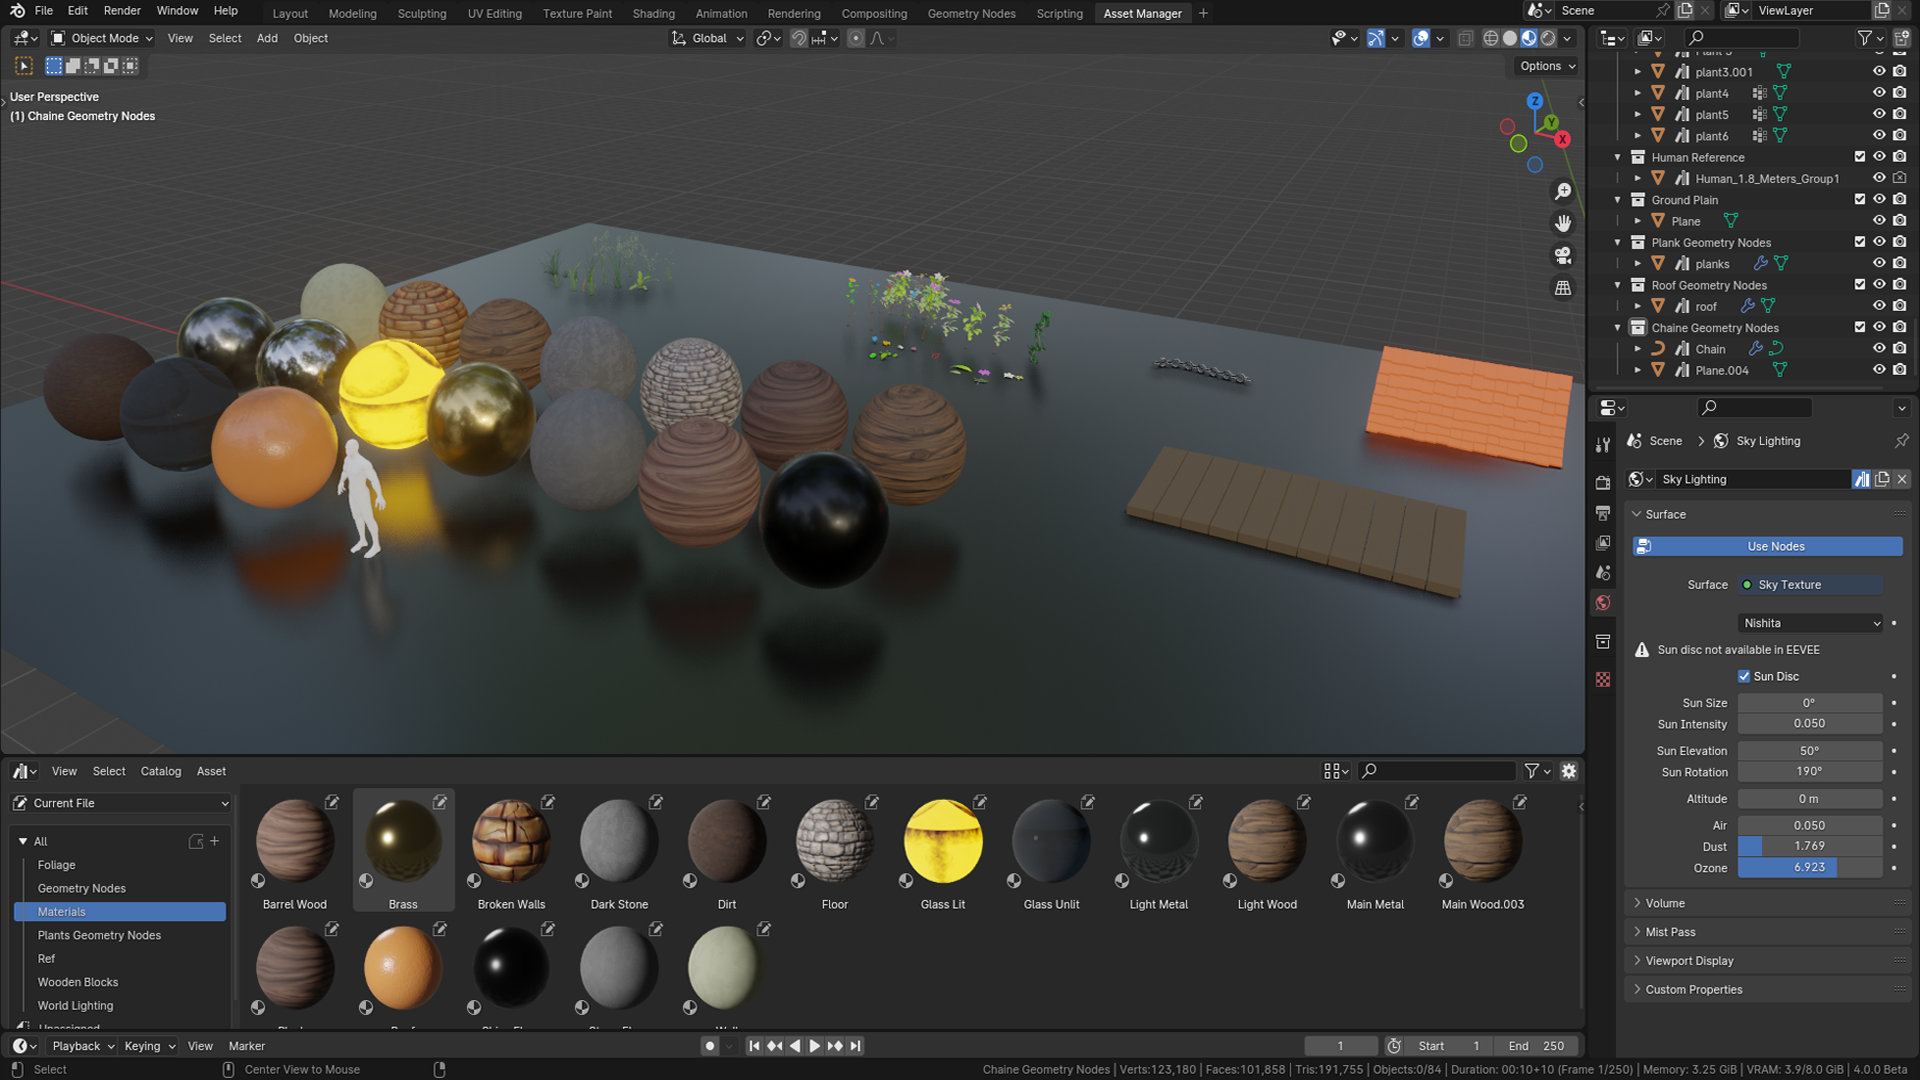 File Edit Render Window Help Layout Modeling Sculpting UV Editing Texture Paint Shading Animation Rendering Compositing Geometry Nodes Scripting Asset Manager + Scene ViewLayer
Object Mode View Select Add Object Global
Options
User Perspective
(1) Chaine Geometry Nodes
Z
Y
X
plant3.001
plant4
plant5
plant6
Human Reference
Human_1.8_Meters_Group1
Ground Plain
Plane
Plank Geometry Nodes
planks
Roof Geometry Nodes
roof
Chaine Geometry Nodes
Chain
Plane.004
Scene > Sky Lighting
Sky Lighting
Surface
Use Nodes
Surface Sky Texture
Nishita
Sun disc not available in EEVEE
Sun Disc
Sun Size 0°
Sun Intensity 0.050
Sun Elevation 50°
Sun Rotation 190°
Altitude 0 m
Air 0.050
Dust 1.769
Ozone 6.923
Volume
Mist Pass
Viewport Display
Custom Properties
View Select Catalog Asset
Current File
All
Foliage
Geometry Nodes
Materials
Plants Geometry Nodes
Ref
Wooden Blocks
World Lighting
Unassigned
Barrel Wood Brass Broken Walls Dark Stone Dirt Floor Glass Lit Glass Unlit Light Metal Light Wood Main Metal Main Wood.003
Playback Keying View Marker 1 Start 1 End 250
Select Center View to Mouse Chaine Geometry Nodes | Verts:123,180 | Faces:101,858 | Tris:191,755 | Objects:0/84 | Duration: 00:10+10 (Frame 1/250) | Memory: 3.25 GiB | VRAM: 3.9/8.0 GiB | 4.0.0 Beta